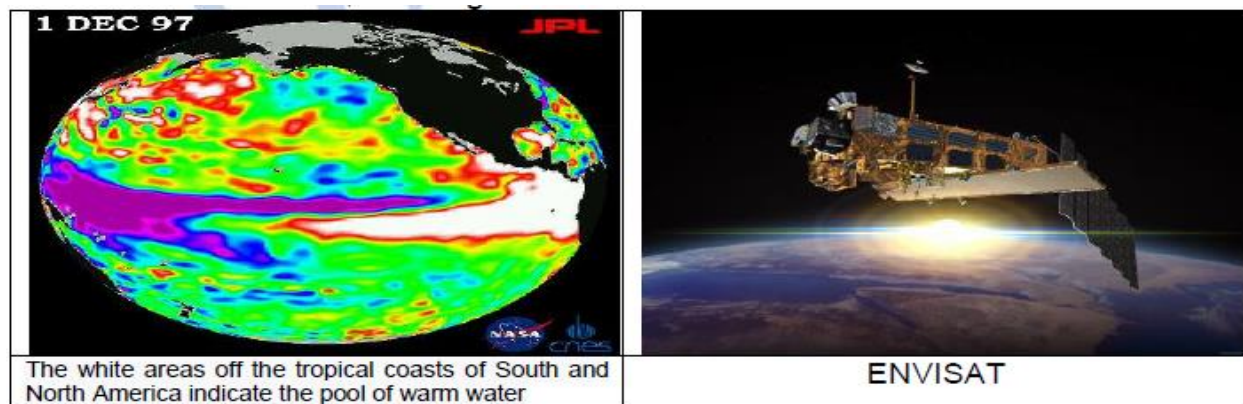 1 DEC 97
JPL
NASA
cnes
The white areas off the tropical coasts of South and
North America indicate the pool of warm water
ENVISAT